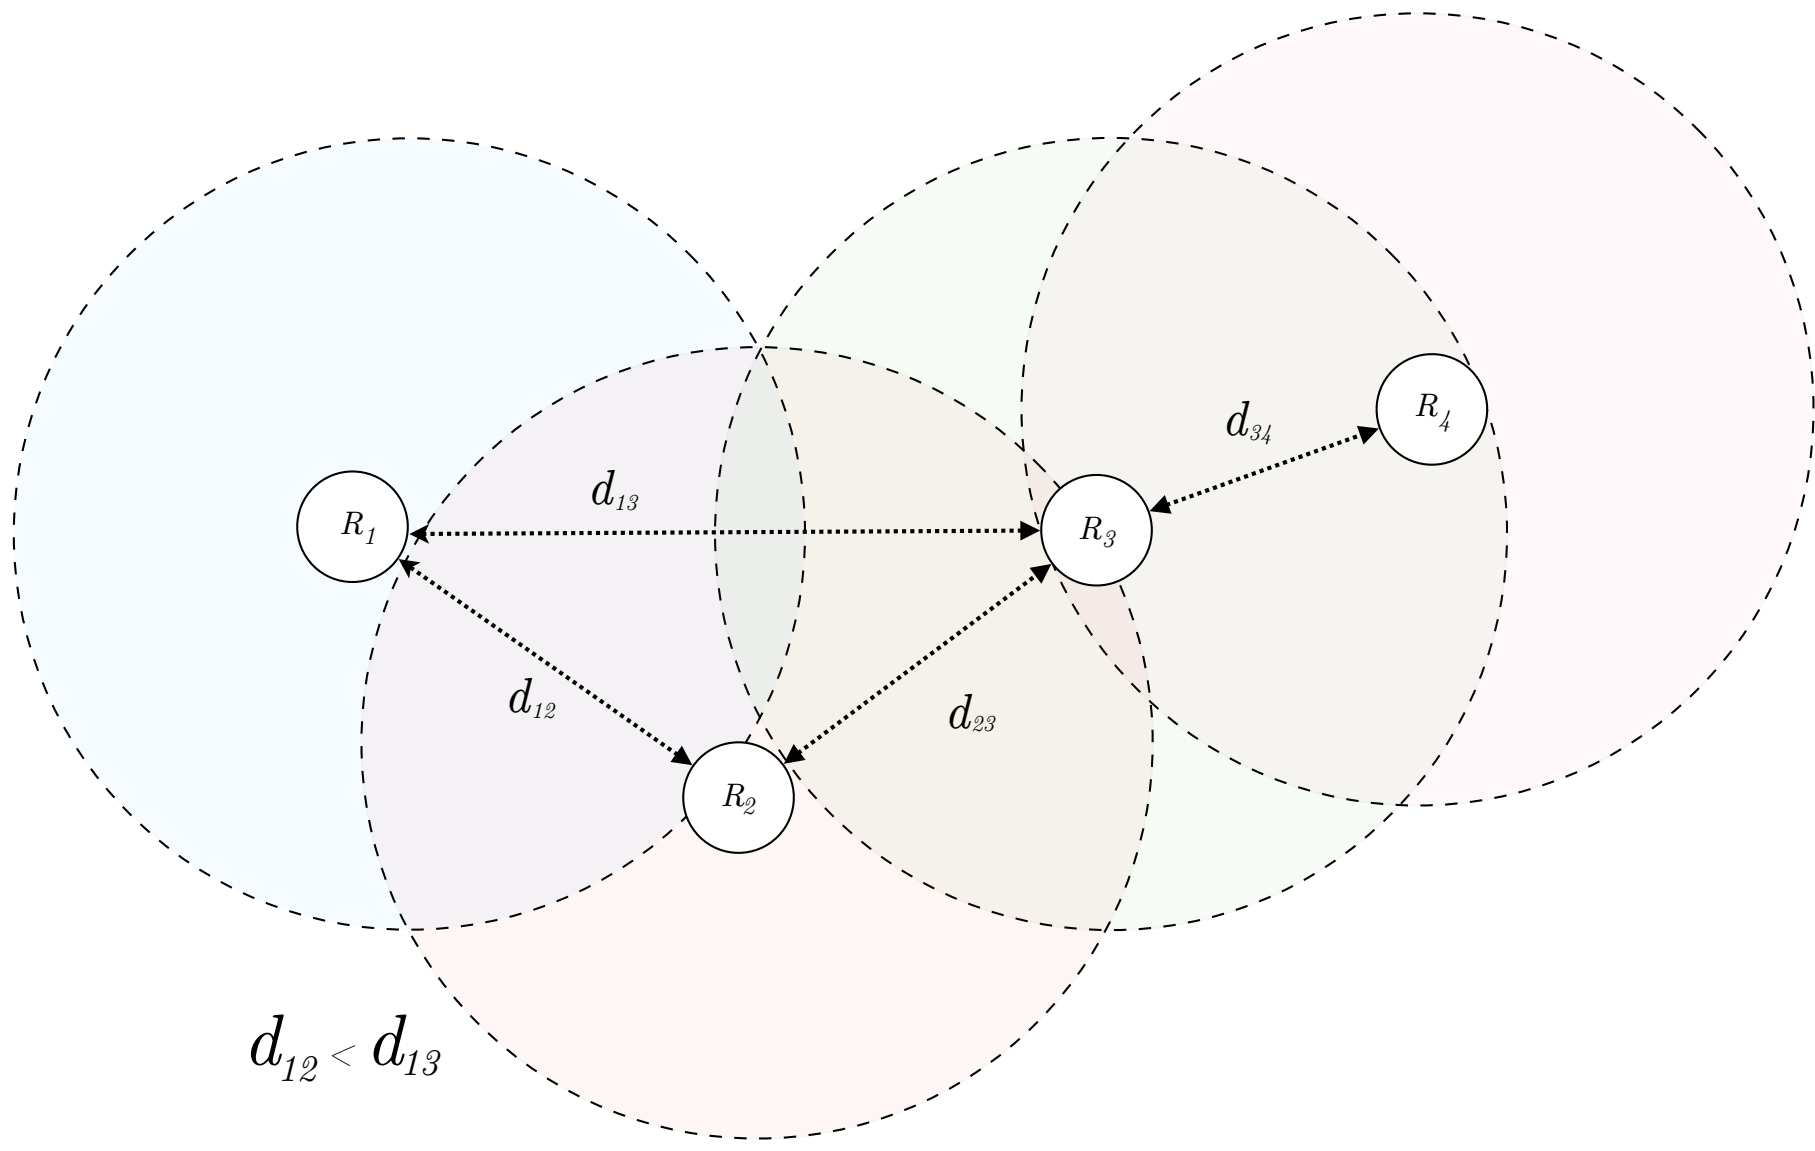 d₃₄
R₄
d₁₃
R₁
R₃
d₁₂
d₂₃
R₂
d₁₂ < d₁₃